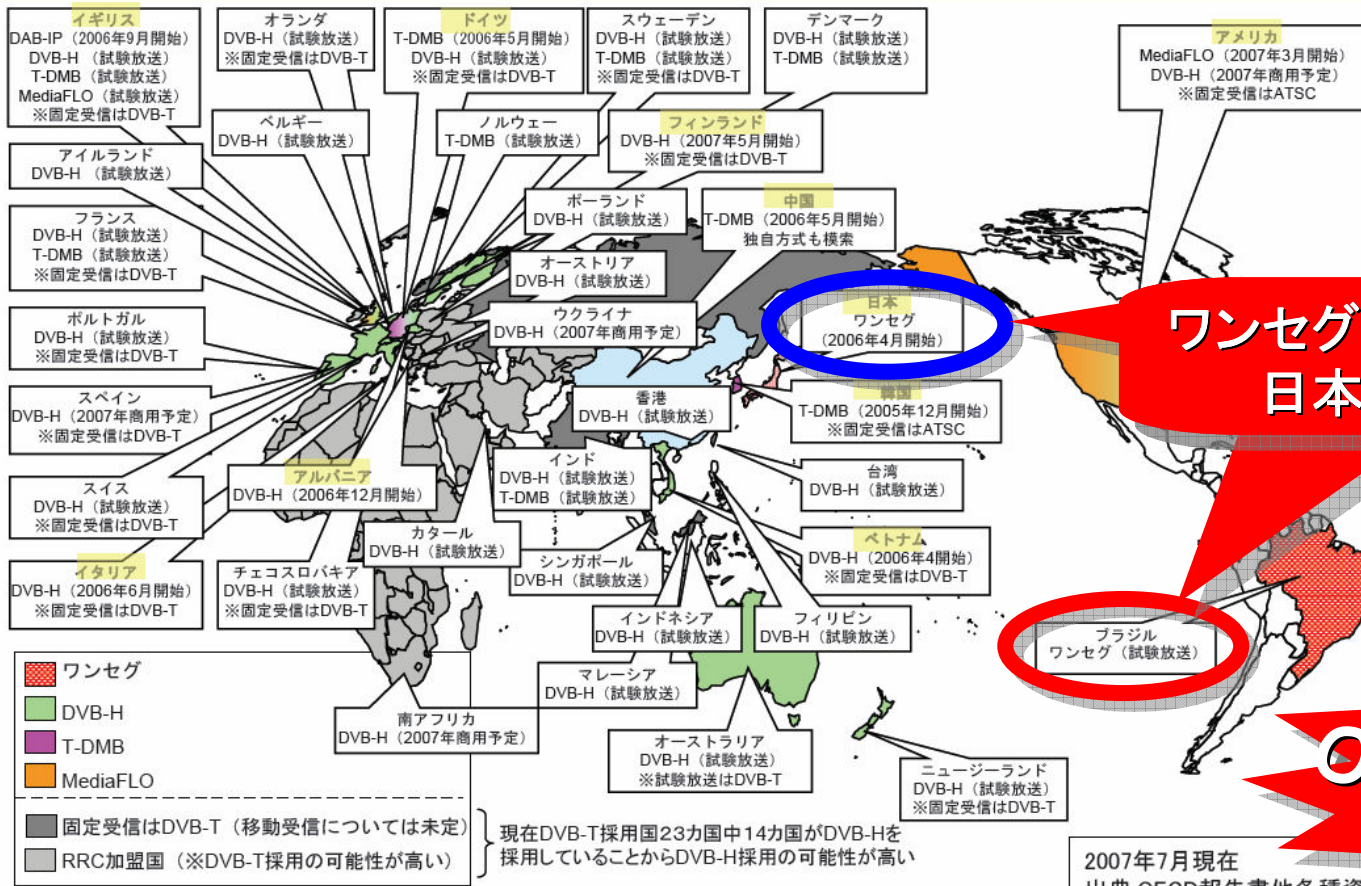 イギリス
DAB-IP（2006年9月開始）
DVB-H （試験放送）
T-DMB（試験放送）
MediaFLO（試験放送）
※固定受信はDVB-T
オランダ
DVB-H（試験放送）
※固定受信はDVB-T
ドイツ
T-DMB（2006年5月開始）
DVB-H（試験放送）
※固定受信はDVB-T
スウェーデン
DVB-H（試験放送）
T-DMB（試験放送）
※固定受信はDVB-T
デンマーク
DVB-H（試験放送）
T-DMB（試験放送）
アメリカ
MediaFLO（2007年3月開始）
DVB-H（2007年商用予定）
※固定受信はATSC
ベルギー
DVB-H（試験放送）
ノルウェー
T-DMB（試験放送）
フィンランド
DVB-H（2007年5月開始）
※固定受信はDVB-T
アイルランド
DVB-H （試験放送）
フランス
DVB-H（試験放送）
T-DMB（試験放送）
※固定受信はDVB-T
ポーランド
DVB-H（試験放送）
中国
T-DMB（2006年5月開始）
独自方式も模索
オーストリア
DVB-H（試験放送）
ウクライナ
DVB-H（2007年商用予定）
日本
ワンセグ
（2006年4月開始）
ワンセグ
日本
ポルトガル
DVB-H（試験放送）
※固定受信はDVB-T
スペイン
DVB-H（2007年商用予定）
※固定受信はDVB-T
香港
DVB-H（試験放送）
韓国
T-DMB（2005年12月開始）
※固定受信はATSC
スイス
DVB-H（試験放送）
※固定受信はDVB-T
アルバニア
DVB-H（2006年12月開始）
インド
DVB-H（試験放送）
T-DMB（試験放送）
台湾
DVB-H（試験放送）
カタール
DVB-H（試験放送）
シンガポール
DVB-H（試験放送）
ベトナム
DVB-H（2006年4開始）
※固定受信はDVB-T
イタリア
DVB-H（2006年6月開始）
※固定受信はDVB-T
チェコスロバキア
DVB-H（試験放送）
※固定受信はDVB-T
インドネシア
DVB-H（試験放送）
フィリピン
DVB-H（試験放送）
ブラジル
ワンセグ（試験放送）
マレーシア
DVB-H（試験放送）
南アフリカ
DVB-H（2007年商用予定）
オーストラリア
DVB-H（試験放送）
※試験放送はDVB-T
ニュージーランド
DVB-H（試験放送）
※固定受信はDVB-T
ワンセグ
DVB-H
T-DMB
MediaFLO
固定受信はDVB-T（移動受信については未定）
RRC加盟国（※DVB-T採用の可能性が高い）
現在DVB-T採用国23カ国中14カ国がDVB-Hを
採用していることからDVB-H採用の可能性が高い
2007年7月現在